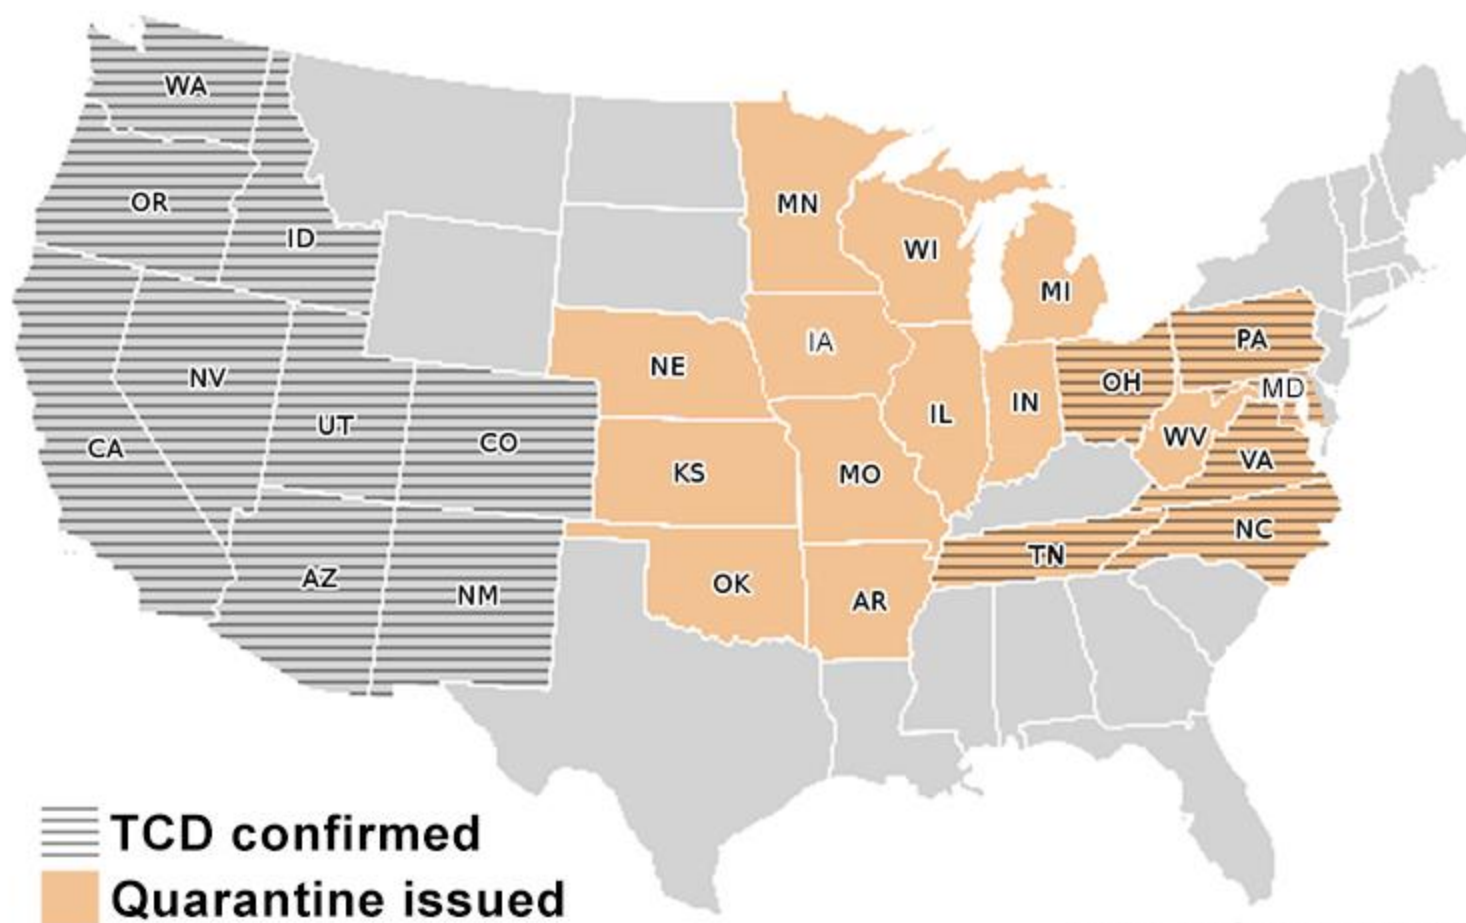 WA
OR
ID
MN
WI
MI
NV
UT
CO
CA
AZ
NM
NE
IA
KS
MO
IL
IN
OH
PA
MD
WV
VA
NC
TN
OK
AR
TCD confirmed
Quarantine issued